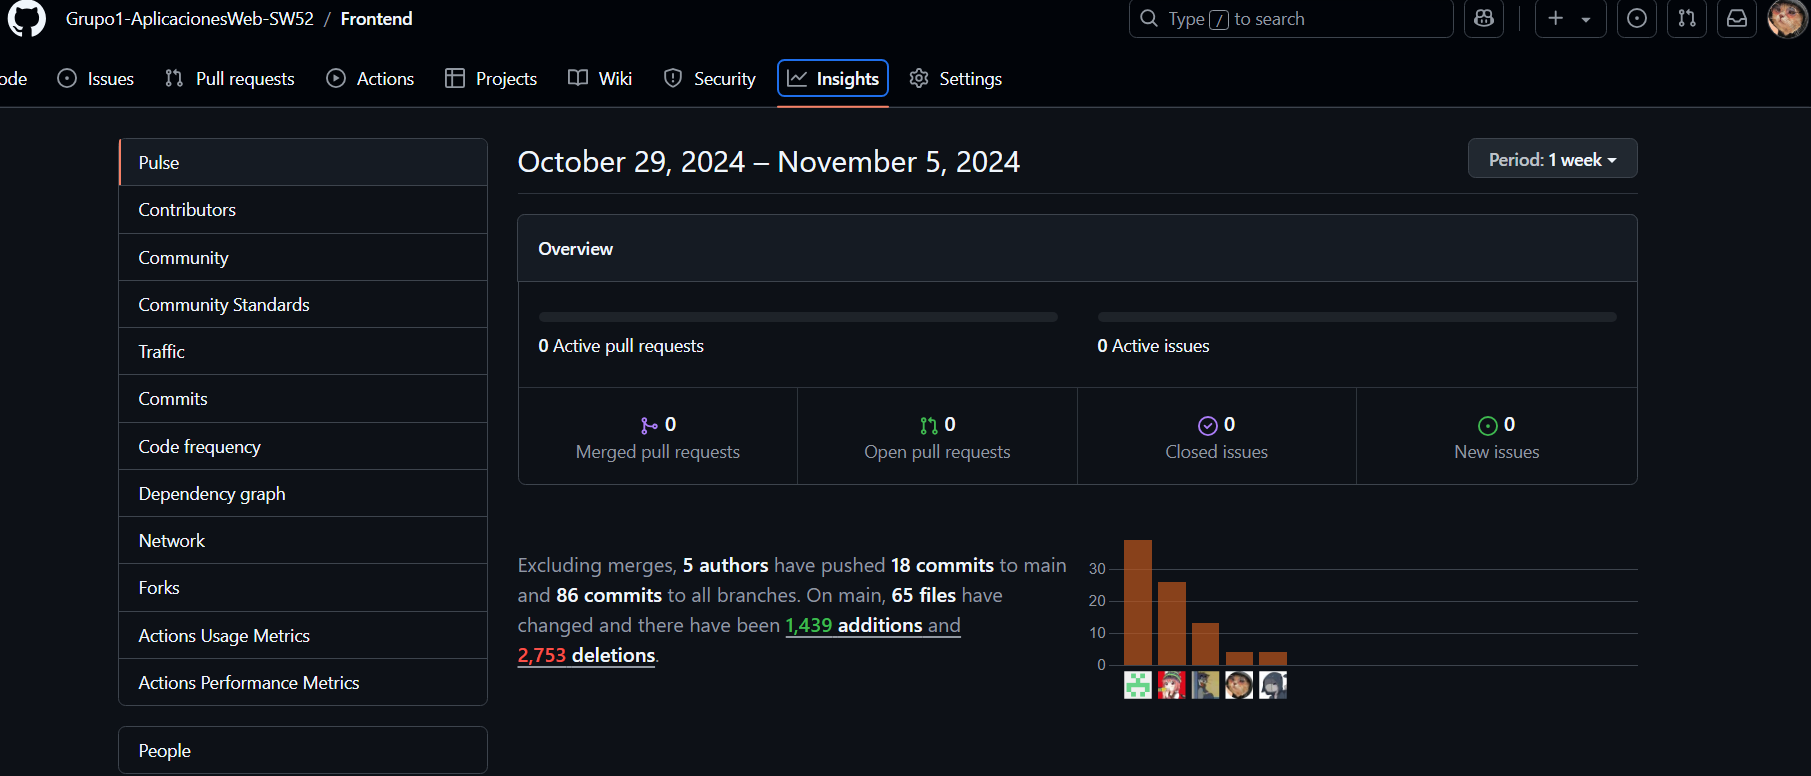 Grupo1-AplicacionesWeb-SW52 / Frontend
Type / to search
ode Issues Pull requests Actions Projects Wiki Security Insights Settings
Pulse
Contributors
Community
Community Standards
Traffic
Commits
Code frequency
Dependency graph
Network
Forks
Actions Usage Metrics
Actions Performance Metrics
People
October 29, 2024 – November 5, 2024
Period: 1 week
Overview
0 Active pull requests
0 Active issues
0
Merged pull requests
0
Open pull requests
0
Closed issues
0
New issues
Excluding merges, 5 authors have pushed 18 commits to main
and 86 commits to all branches. On main, 65 files have
changed and there have been 1,439 additions and
2,753 deletions.
30
20
10
0